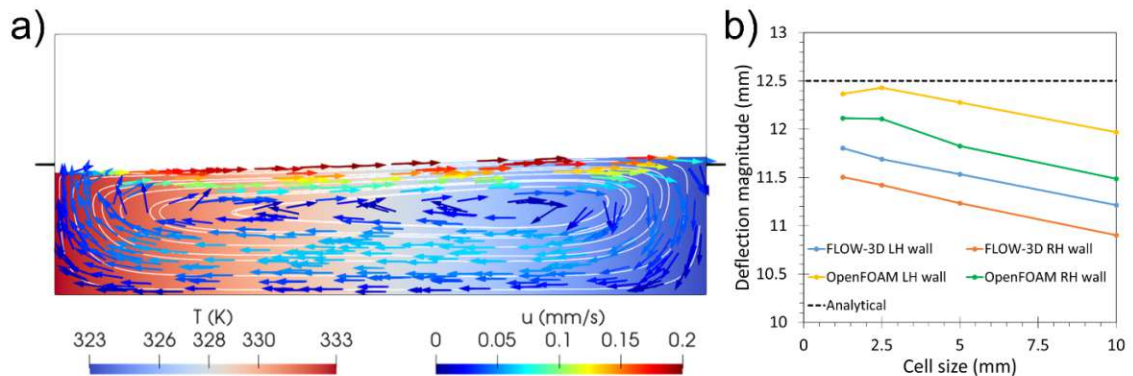 a)
T (K)
323 326 328 330 333
u (mm/s)
0 0.05 0.1 0.15 0.2
b)
Deflection magnitude (mm)
13
12.5
12
11.5
11
10.5
10
FLOW-3D LH wall
FLOW-3D RH wall
OpenFOAM LH wall
OpenFOAM RH wall
Analytical
0 2.5 5 7.5 10
Cell size (mm)